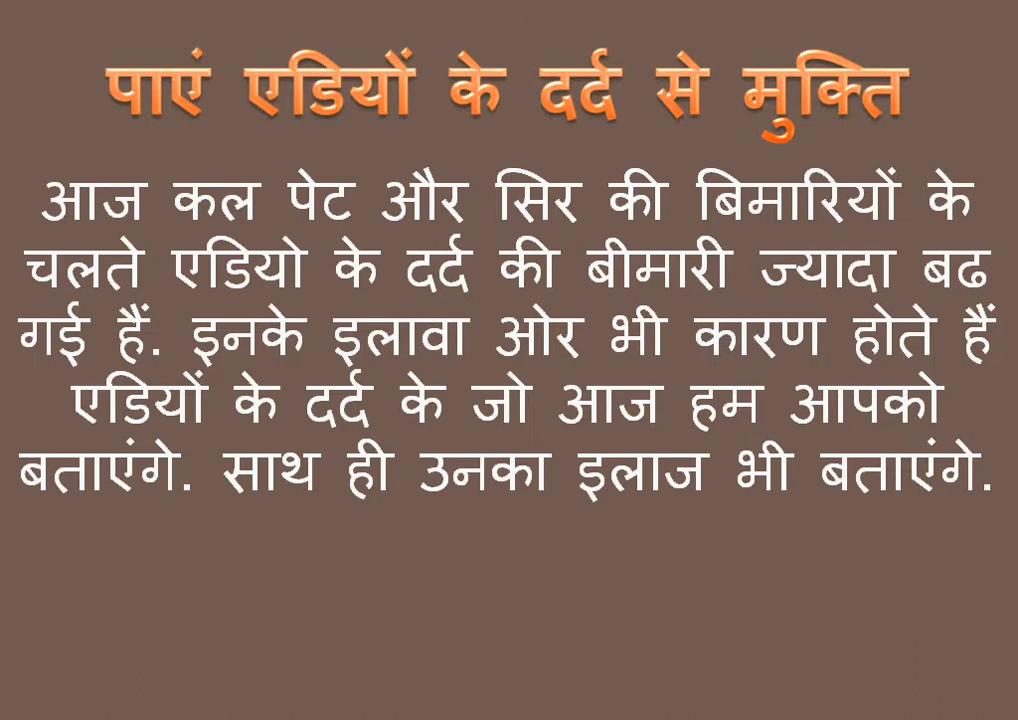 पाएं एडियों के दर्द से मुक्ति
आज कल पेट और सिर की बिमारियों के
चलते एडियो के दर्द की बीमारी ज्यादा बढ
गई हैं. इनके इलावा ओर भी कारण होते हैं
एडियों के दर्द के जो आज हम आपको
बताएंगे. साथ ही उनका इलाज भी बताएंगे.